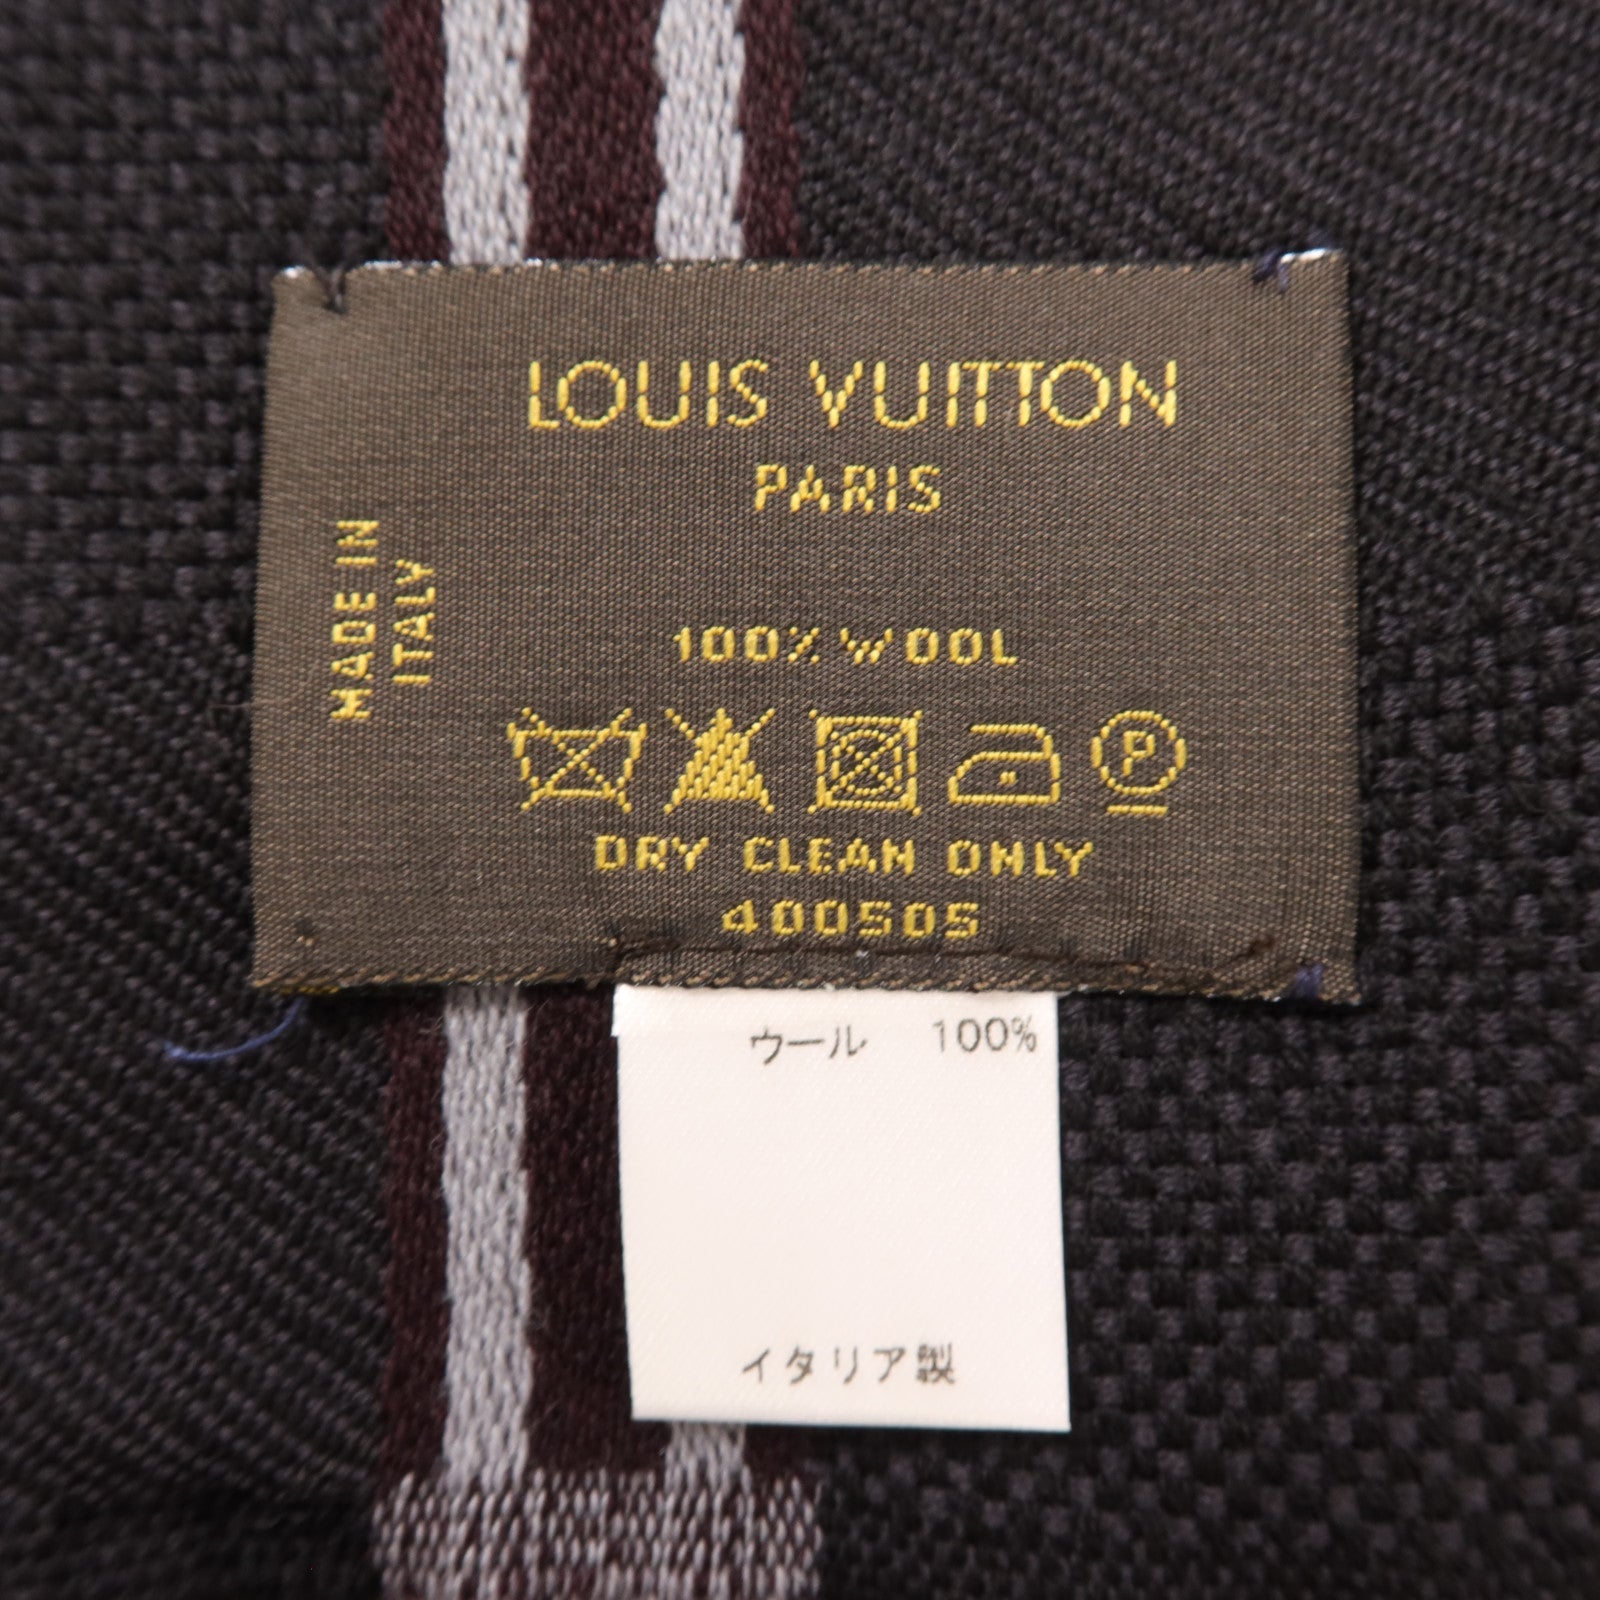 LOUIS VUITTON
PARIS
MADE IN
ITALY
100% WOOL
P
DRY CLEAN ONLY
400505
ウール 100%
イタリア製